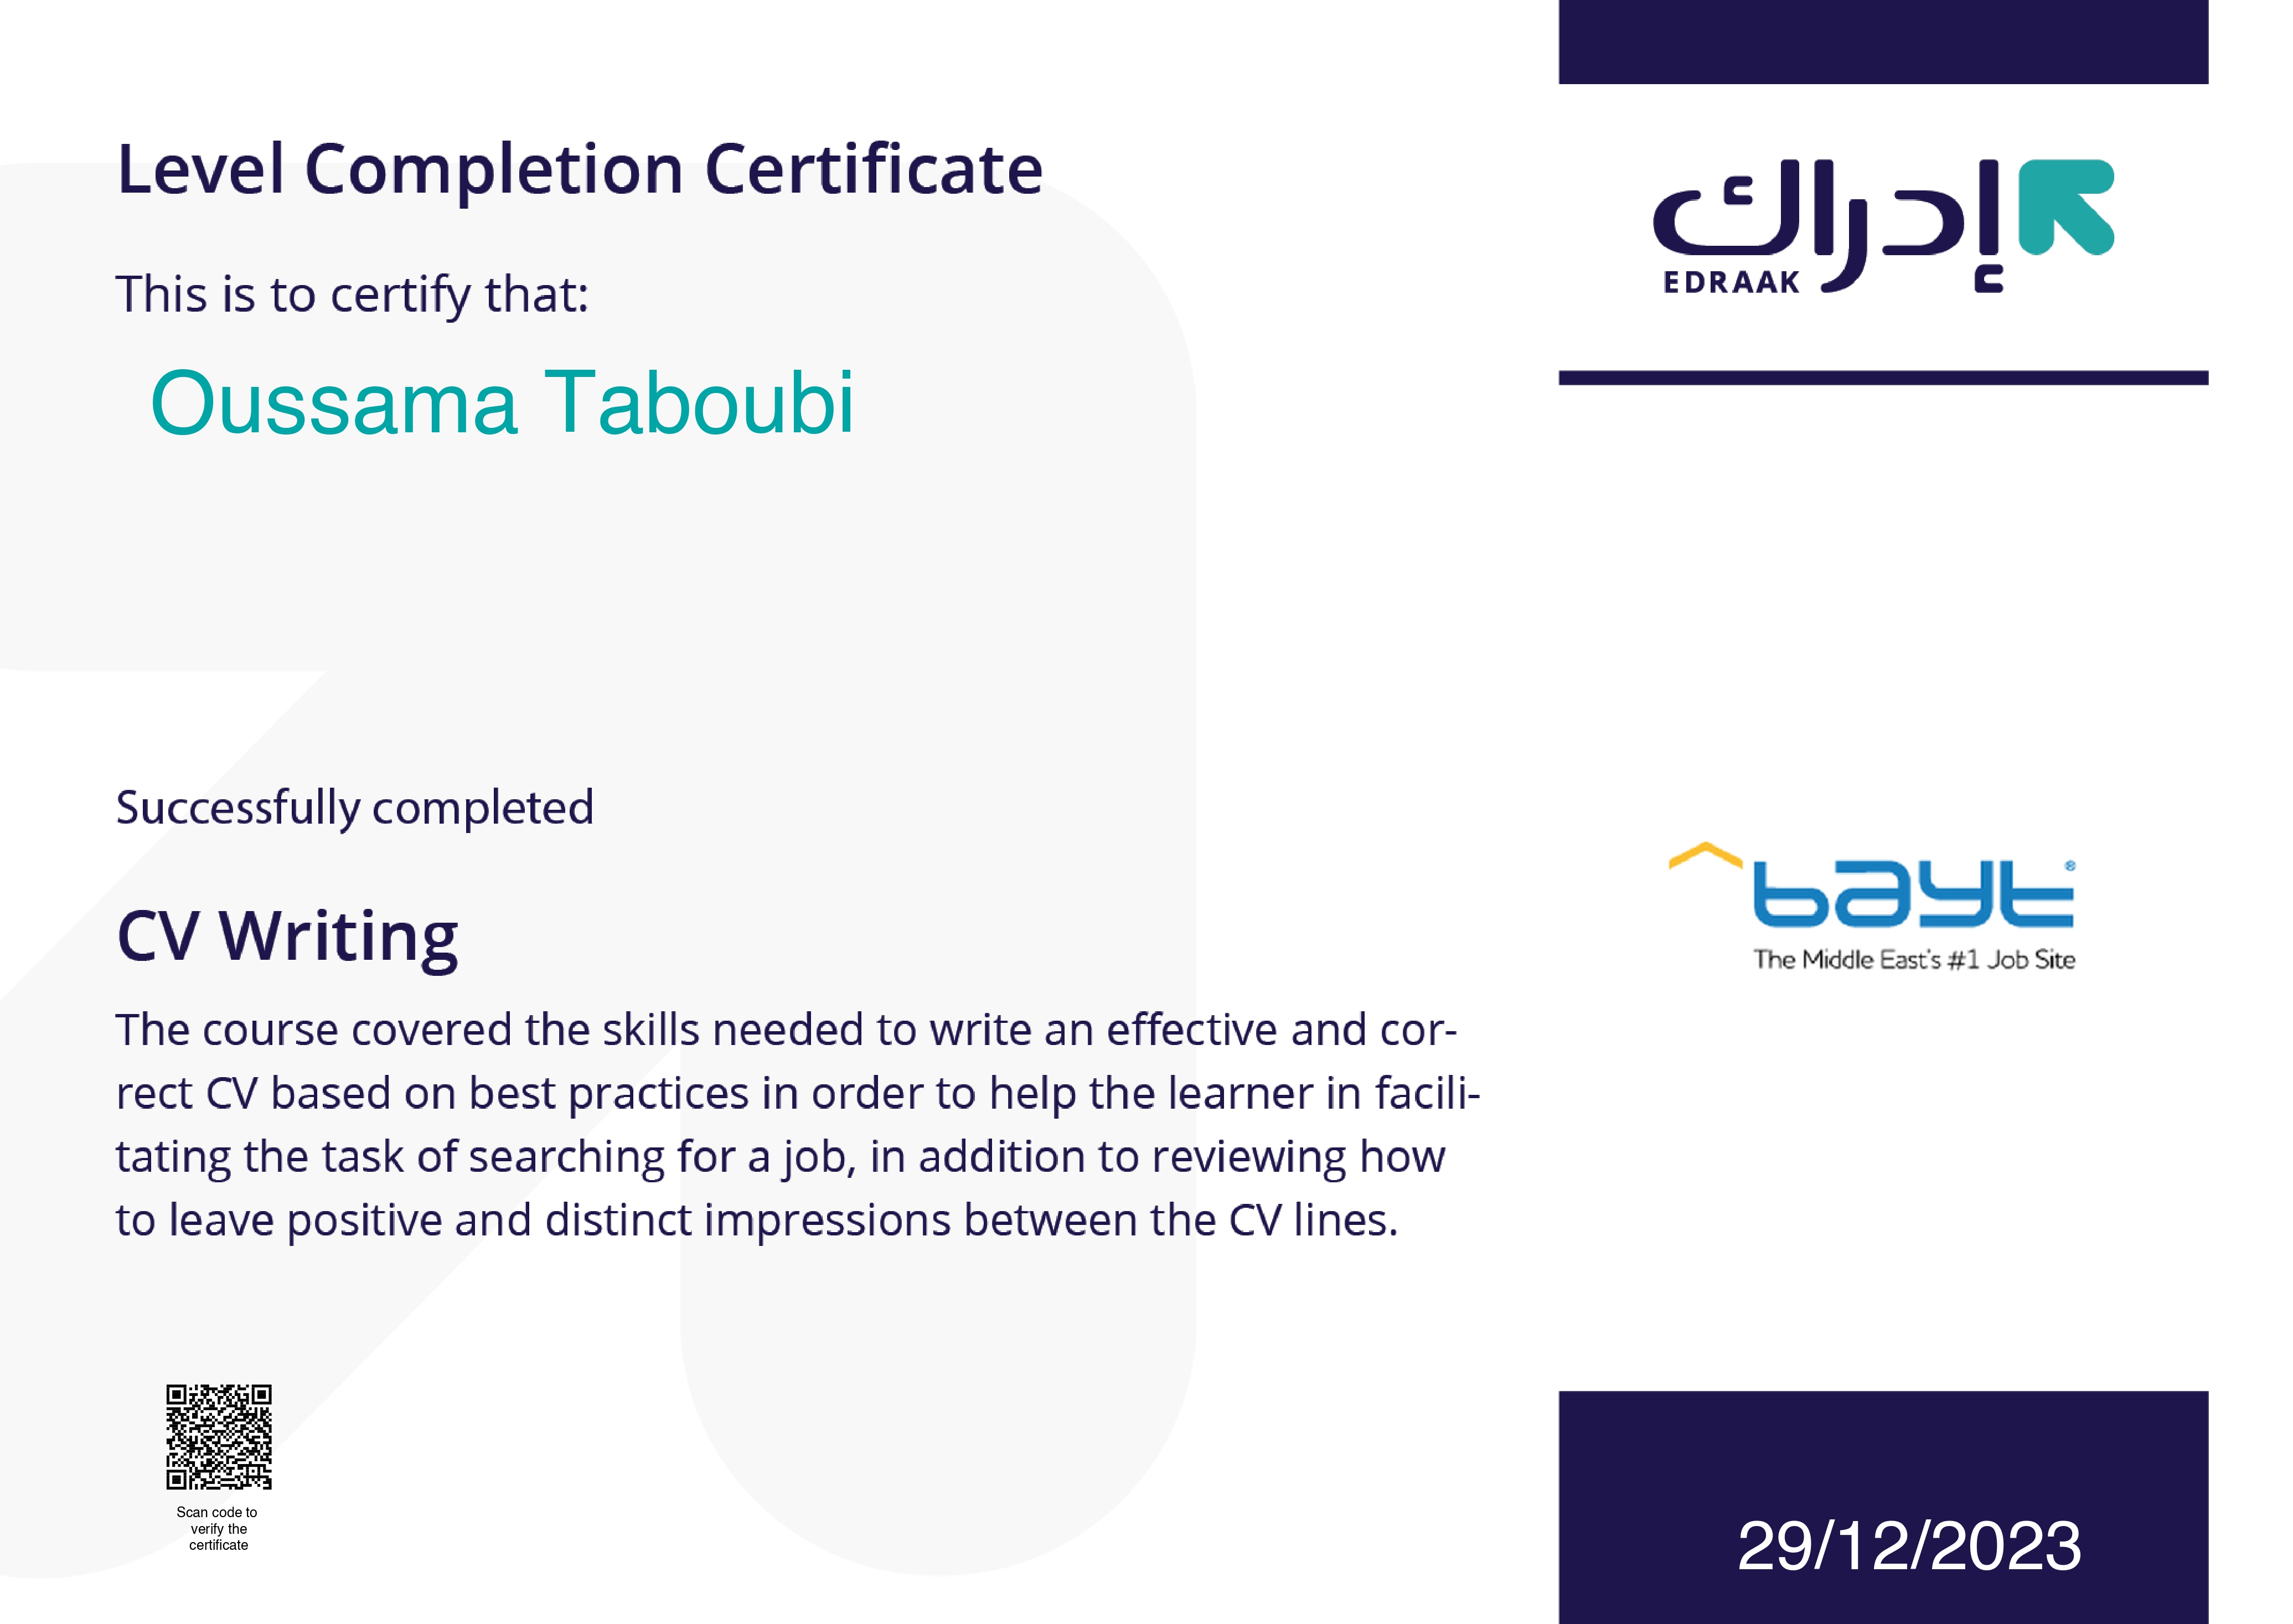 Level Completion Certificate
This is to certify that:
Oussama Taboubi
Successfully completed
CV Writing
The course covered the skills needed to write an effective and cor-
rect CV based on best practices in order to help the learner in facili-
tating the task of searching for a job, in addition to reviewing how
to leave positive and distinct impressions between the CV lines.
Scan code to
verify the
certificate
إدراك
EDRAAK
bayt®
The Middle East's #1 Job Site
29/12/2023